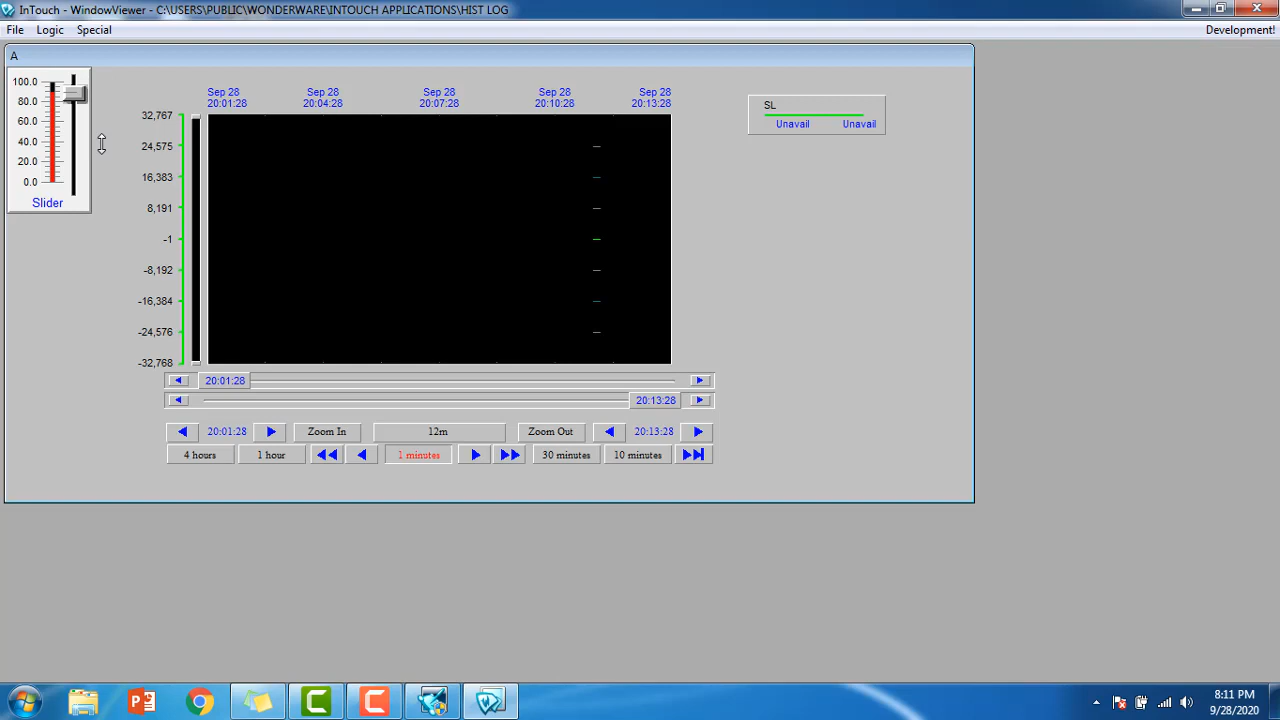 InTouch - WindowViewer - C:\USERS\PUBLIC\WONDERWARE\INTOUCH APPLICATIONS\HIST LOG
File Logic Special Development!
A
100.0
80.0
60.0
40.0
20.0
0.0
Slider
Sep 28 Sep 28 Sep 28 Sep 28 Sep 28
20:01:28 20:04:28 20:07:28 20:10:28 20:13:28
32,767
24,575
16,383
8,191
-1
-8,192
-16,384
-24,576
-32,768
SL
Unavail Unavail
20:01:28
20:13:28
20:01:28 Zoom In 12m Zoom Out 20:13:28
4 hours 1 hour 1 minutes 30 minutes 10 minutes
8:11 PM
9/28/2020